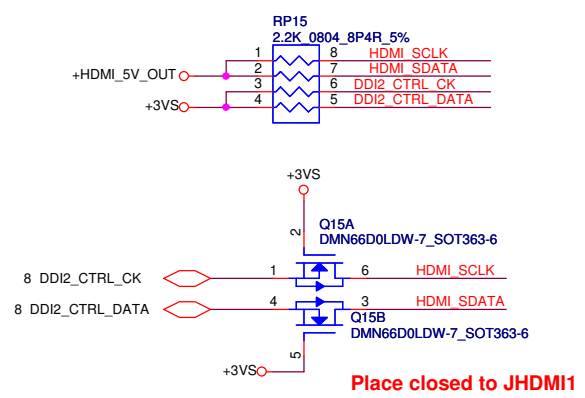 RP15
2.2K_0804_8P4R_5%
1 8 HDMI_SCLK
+HDMI_5V_OUT 2 7 HDMI_SDATA
3 6 DDI2_CTRL_CK
+3VS 4 5 DDI2_CTRL_DATA
+3VS
2
Q15A
DMN66D0LDW-7_SOT363-6
8 DDI2_CTRL_CK 1 6 HDMI_SCLK
8 DDI2_CTRL_DATA 4 3 HDMI_SDATA
Q15B
DMN66D0LDW-7_SOT363-6
5
+3VS
Place closed to JHDMI1